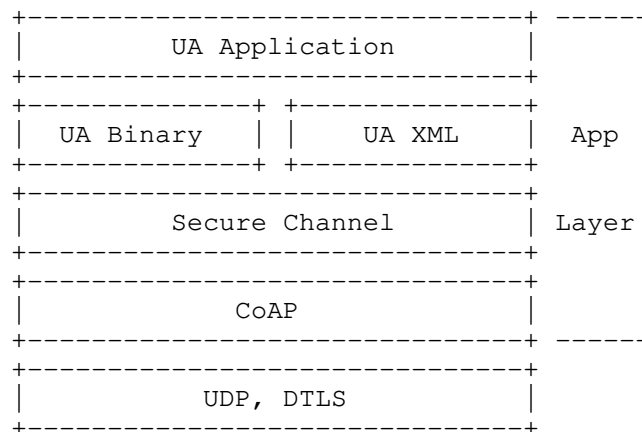 UA Application
UA Binary UA XML App
Secure Channel Layer
CoAP
UDP, DTLS